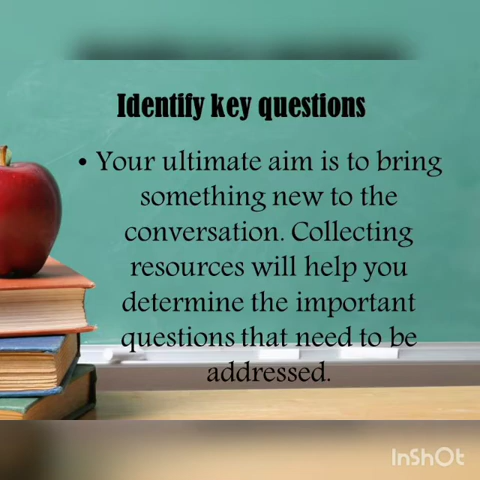 Identify key questions
• Your ultimate aim is to bring
something new to the
conversation. Collecting
resources will help you
determine the important
questions that need to be
addressed.
InShOt